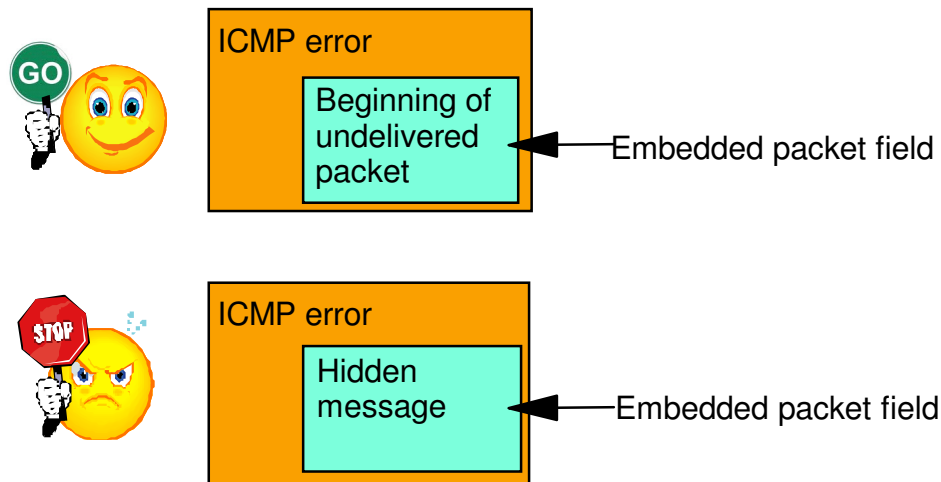 GO
ICMP error
Beginning of
undelivered
packet
Embedded packet field
STOP
ICMP error
Hidden
message
Embedded packet field